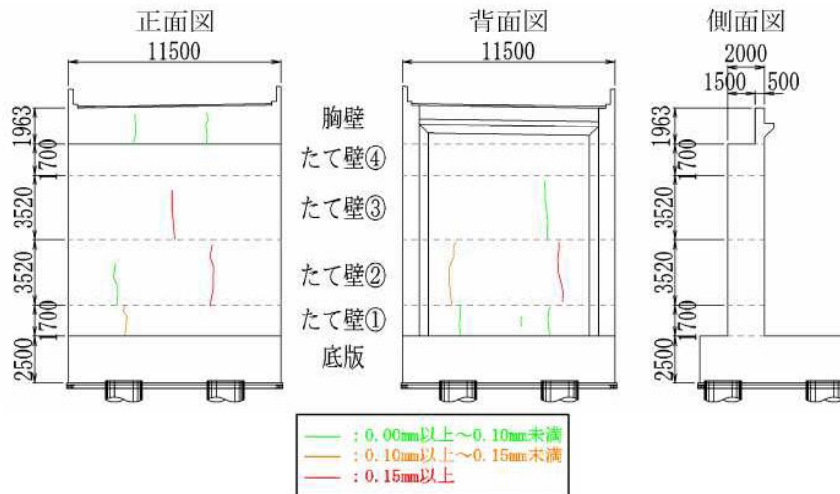 正面図
背面図
側面図
11500
11500
2000
1500
500
1963
胸壁
1963
1700
たて壁④
1700
3520
たて壁③
3520
3520
たて壁②
3520
1700
たて壁①
1700
2500
底版
2500
：0.00mm以上～0.10mm未満
：0.10mm以上～0.15mm未満
：0.15mm以上